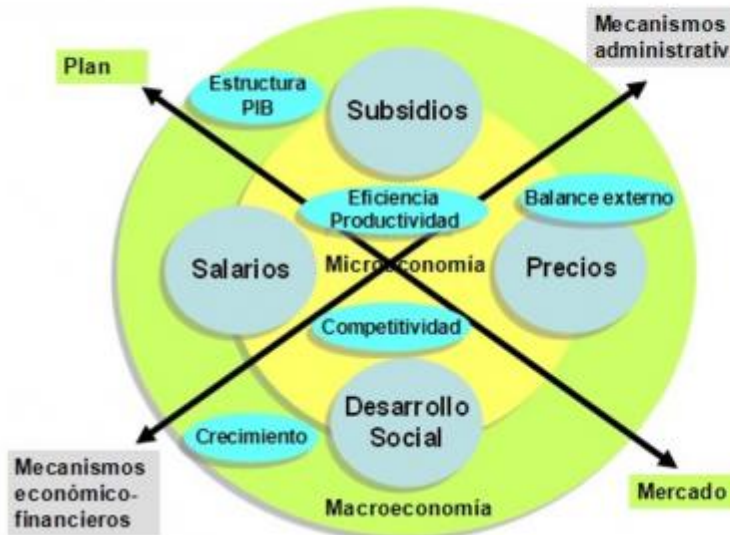 Mecanismos
administrativ
Plan
Estructura
PIB
Subsidios
Eficiencia
Productividad
Balance externo
Salarios
Microeconomía
Precios
Competitividad
Desarrollo
Social
Crecimiento
Mecanismos
económico-
financieros
Macroeconomía
Mercado